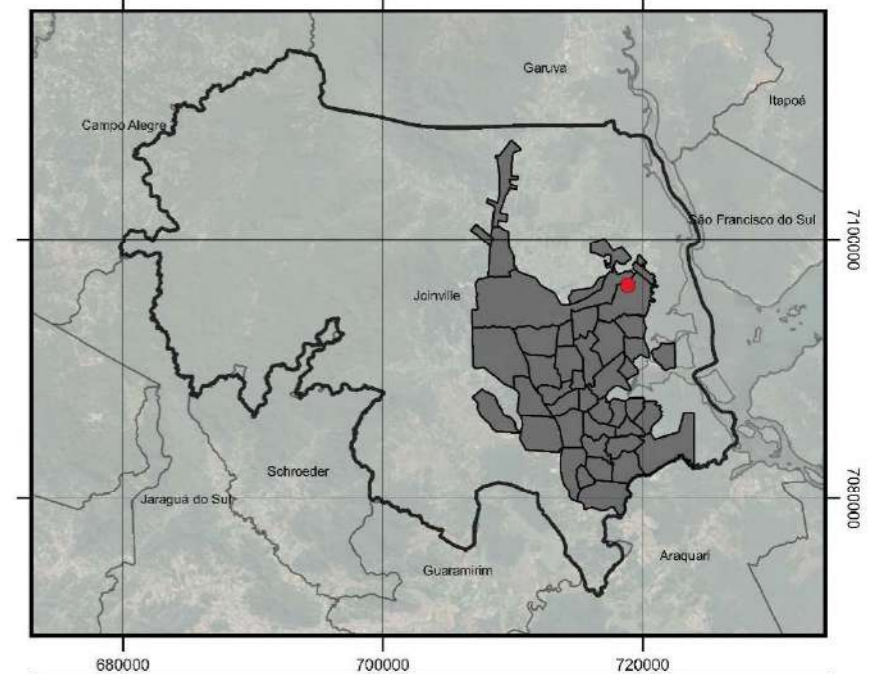 Garuva
Itapoá
Campo Alegre
São Francisco do Sul
7100000
Joinville
Schroeder
Jaraguá do Sul
7080000
Araquari
Guaramirim
680000
700000
720000